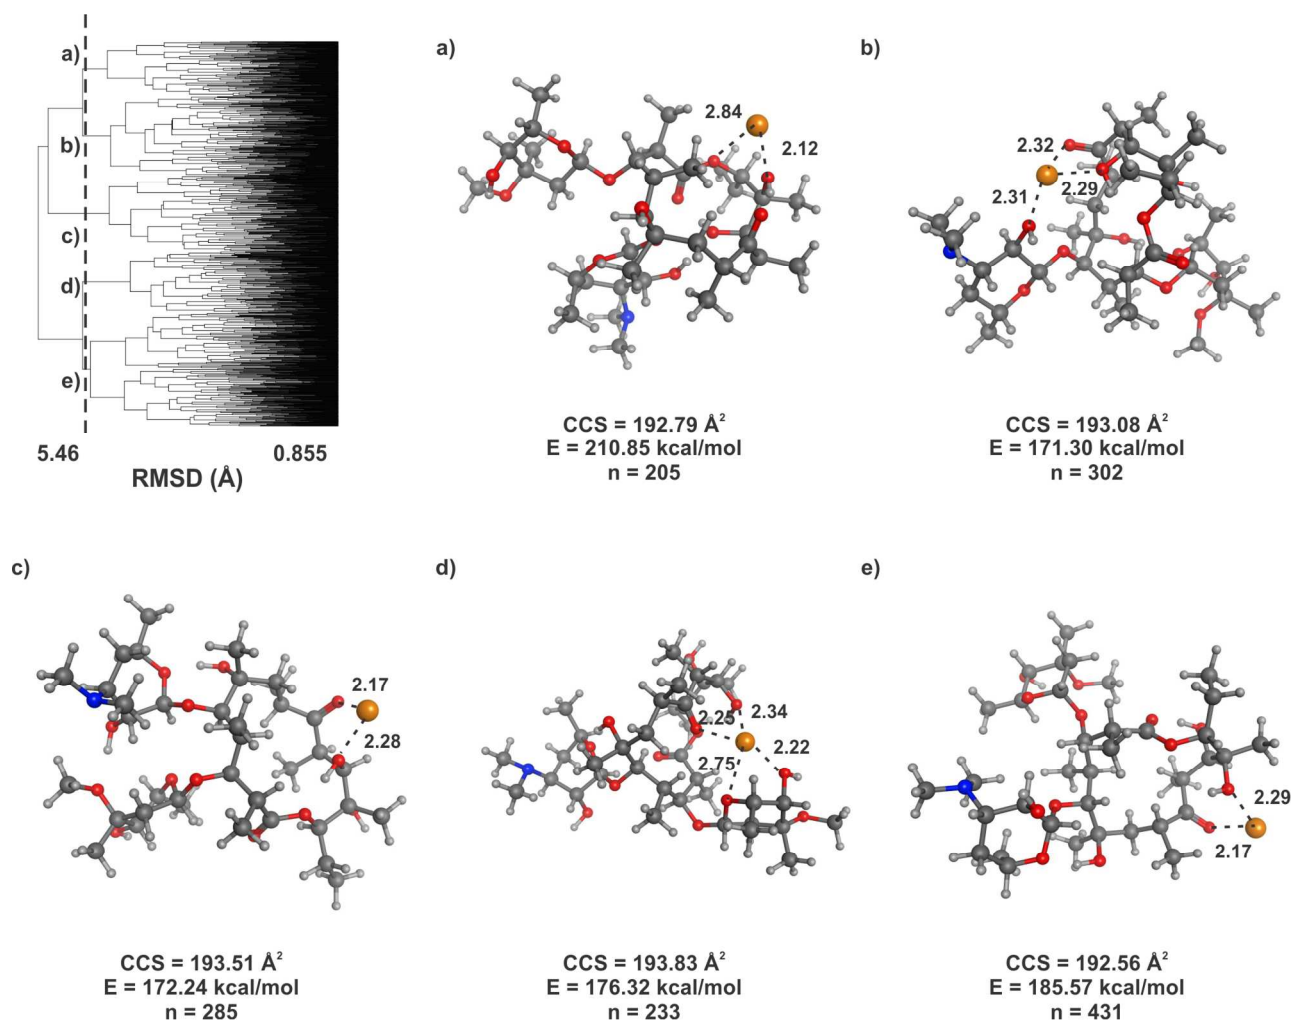 a)
b)
c)
d)
e)
5.46
0.855
RMSD (Å)
a)
2.84
2.12
CCS = 192.79 Å²
E = 210.85 kcal/mol
n = 205
b)
2.32
2.29
2.31
CCS = 193.08 Å²
E = 171.30 kcal/mol
n = 302
c)
2.17
2.28
CCS = 193.51 Å²
E = 172.24 kcal/mol
n = 285
d)
2.25
2.34
2.22
2.75
CCS = 193.83 Å²
E = 176.32 kcal/mol
n = 233
e)
2.29
2.17
CCS = 192.56 Å²
E = 185.57 kcal/mol
n = 431